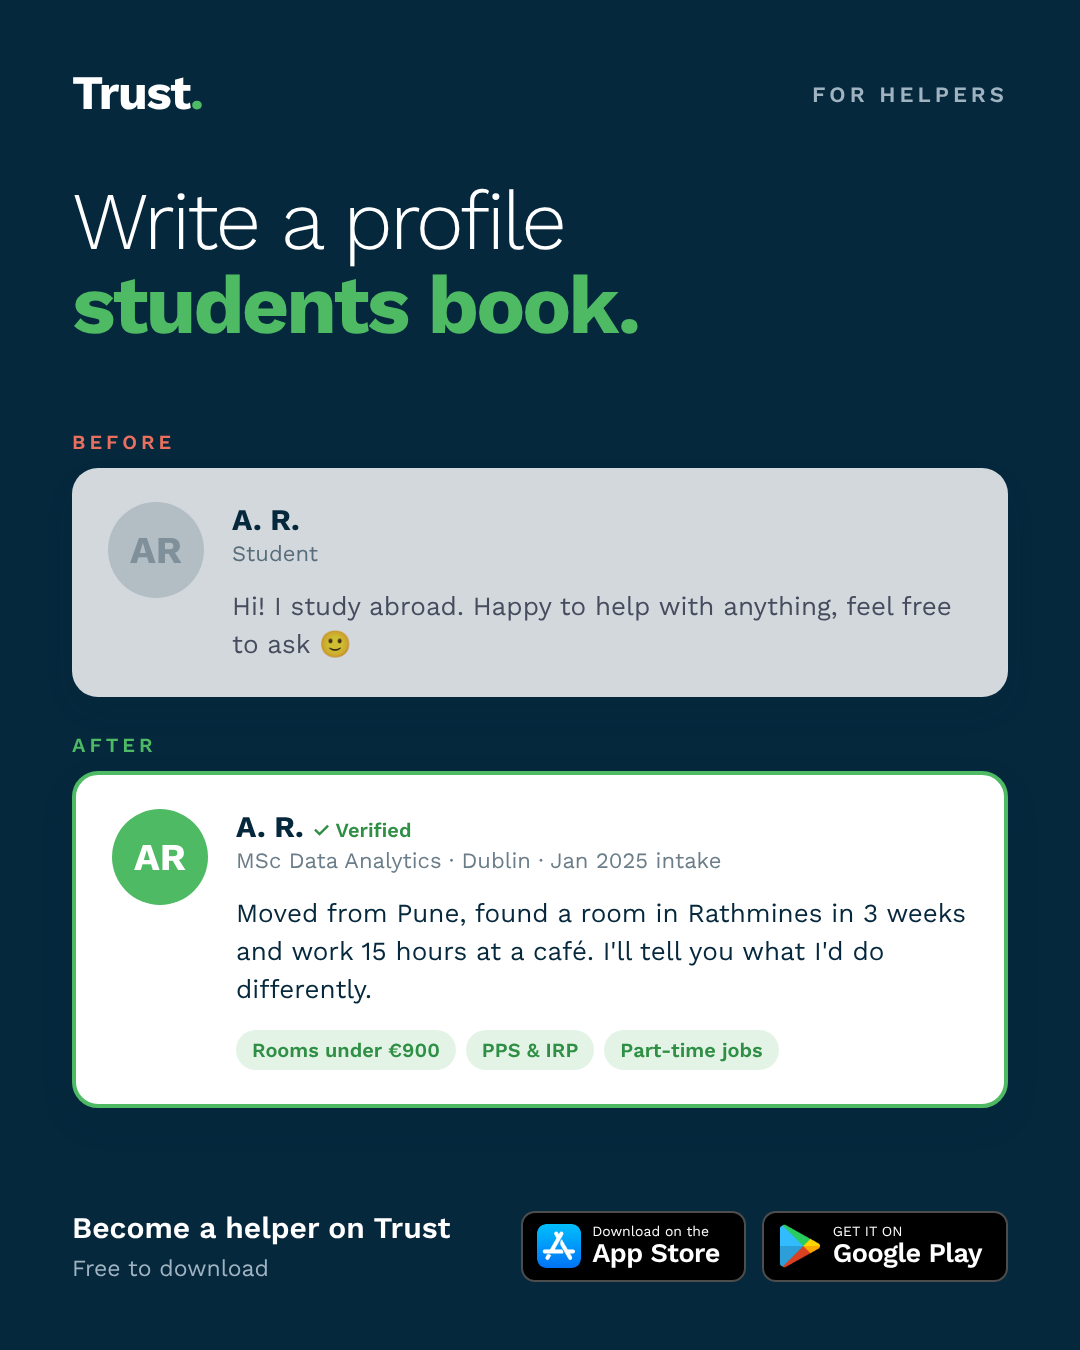 Trust.
FOR HELPERS
Write a profile
students book.
BEFORE
AR
A. R.
Student
Hi! I study abroad. Happy to help with anything, feel free
to ask 🙂
AFTER
AR
A. R. ✓ Verified
MSc Data Analytics · Dublin · Jan 2025 intake
Moved from Pune, found a room in Rathmines in 3 weeks
and work 15 hours at a café. I'll tell you what I'd do
differently.
Rooms under €900
PPS & IRP
Part-time jobs
Become a helper on Trust
Free to download
Download on the
App Store
GET IT ON
Google Play